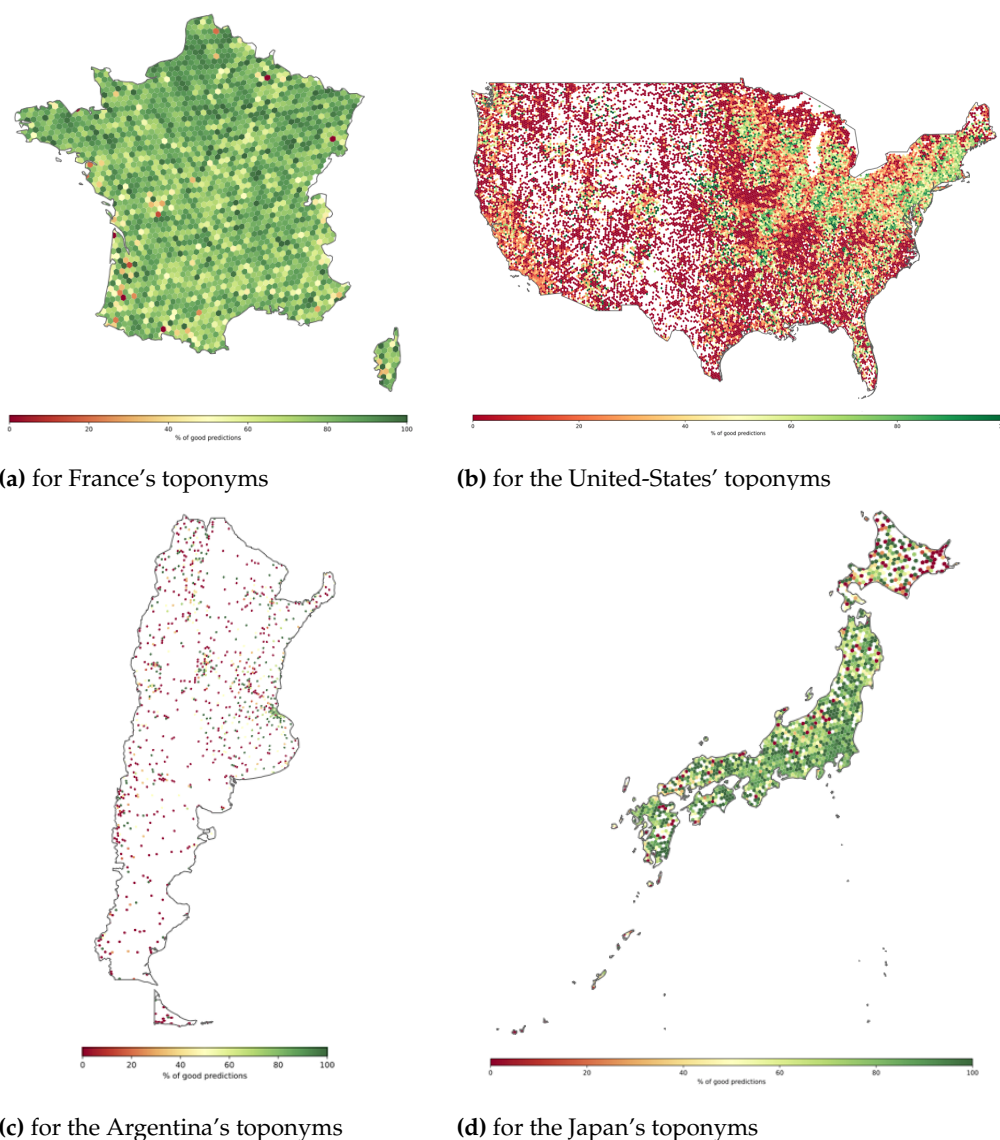 0 20 40 60 80 100
% of good predictions
0 20 40 60 80
% of good predictions
(a) for France's toponyms
(b) for the United-States' toponyms
0 20 40 60 80 100
% of good predictions
0 20 40 60 80 100
% of good predictions
(c) for the Argentina's toponyms
(d) for the Japan's toponyms